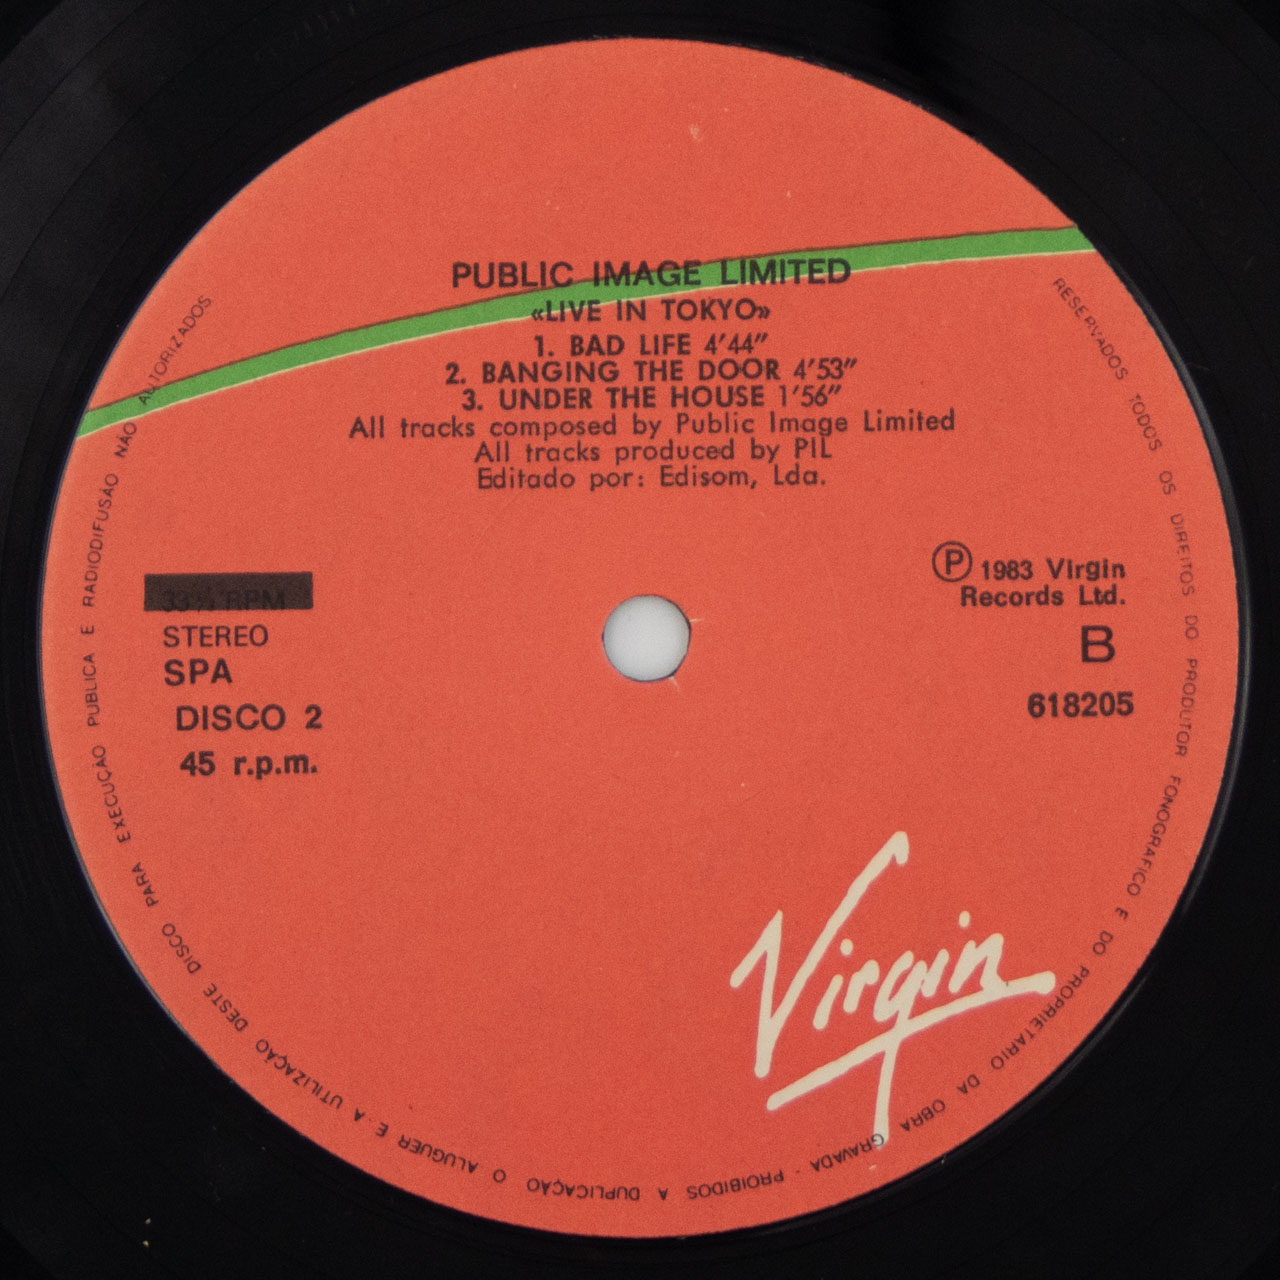 PUBLIC IMAGE LIMITED
«LIVE IN TOKYO»
1. BAD LIFE 4'44"
2. BANGING THE DOOR 4'53"
3. UNDER THE HOUSE 1'56"
All tracks composed by Public Image Limited
All tracks produced by PIL
Editado por: Edisom, Lda.
33⅓ RPM
STEREO
SPA
DISCO 2
45 r.p.m.
Ⓟ 1983 Virgin
Records Ltd.
B
618205
Virgin
RESERVADOS TODOS OS DIREITOS DO PRODUTOR FONOGRAFICO E DO PROPRIETARIO DA OBRA GRAVADA - PROIBIDOS A DUPLICAÇÃO O ALUGUER E A UTILIZAÇÃO DESTE DISCO PARA EXECUÇÃO PUBLICA E RADIODIFUSÃO NÃO AUTORIZADOS